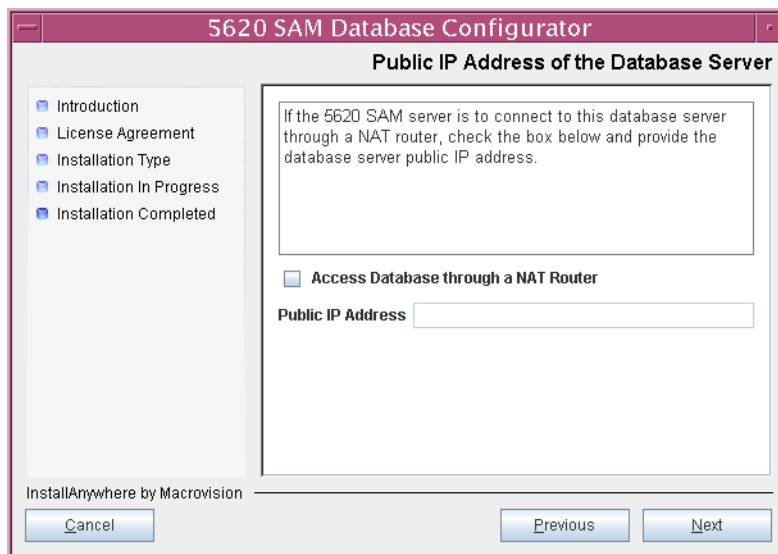 5620 SAM Database Configurator
Public IP Address of the Database Server
Introduction
License Agreement
Installation Type
Installation In Progress
Installation Completed
If the 5620 SAM server is to connect to this database server
through a NAT router, check the box below and provide the
database server public IP address.
Access Database through a NAT Router
Public IP Address
InstallAnywhere by Macrovision
Cancel
Previous
Next